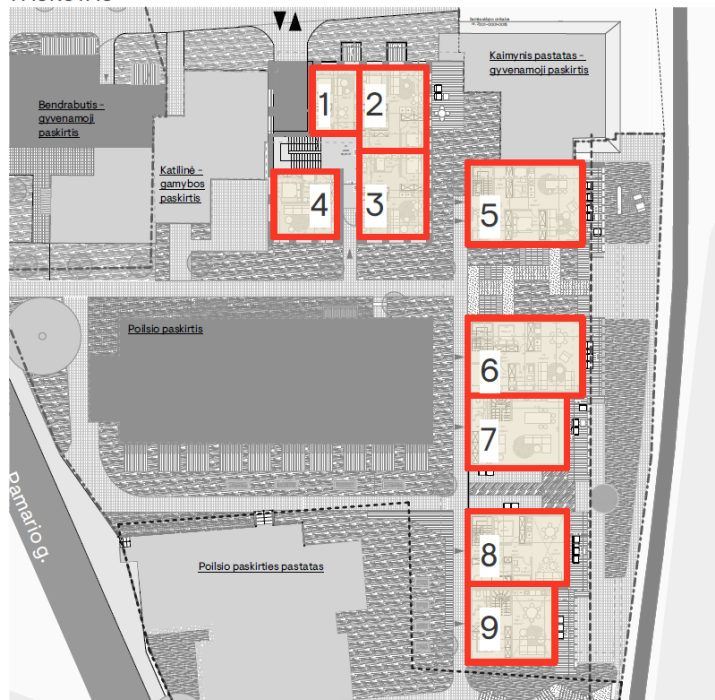 Kaimynis pastatas -
gyvenamoji paskirtis
Bendrabutis -
gyvenamoji
paskirtis
1
2
Katilinė -
gamybos
paskirtis
4
3
5
Poilsio paskirtis
6
7
Pamario g.
8
Poilsio paskirties pastatas
9